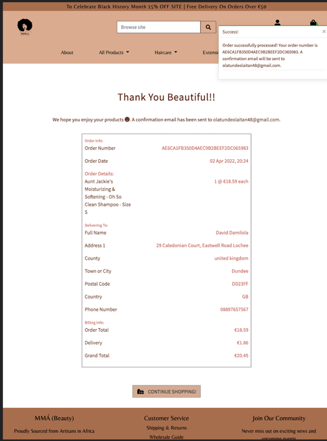 To Celebrate Black History Month 15% OFF SITE | Free Delivery On Orders Over £50
MMÁ
Browse site
Success!
Order successfully processed! Your order number is
A confirmation email will be sent to
olatundeolaitan48@gmail.com.
About
All Products
Haircare
Thank You Beautiful!!
We hope you enjoy your products. A confirmation email has been sent to olatundeolaitan48@gmail.com.
Order Info:
Order Number
Order Date 02 Apr 2022, 20:24
Order Details:
Aunt Jackie's 1 @ €18.59 each
Moisturizing &
Softening - Oh So
Clean Shampoo - Size
S
Delivering To:
Full Name David Damilola
Address 1 29 Caledonian Court, Eastwell Road Lochee
County united kingdom
Town or City Dundee
Postal Code DD23FF
Country GB
Phone Number 08807657567
Billing Info:
Order Total €18.59
Delivery €1.86
Grand Total €20.45
CONTINUE SHOPPING!
MMÁ (Beauty) Customer Service Join Our Community
Proudly Sourced from Artisans in Africa Shipping & Returns Never miss out on exciting news and
Wholesale Guide